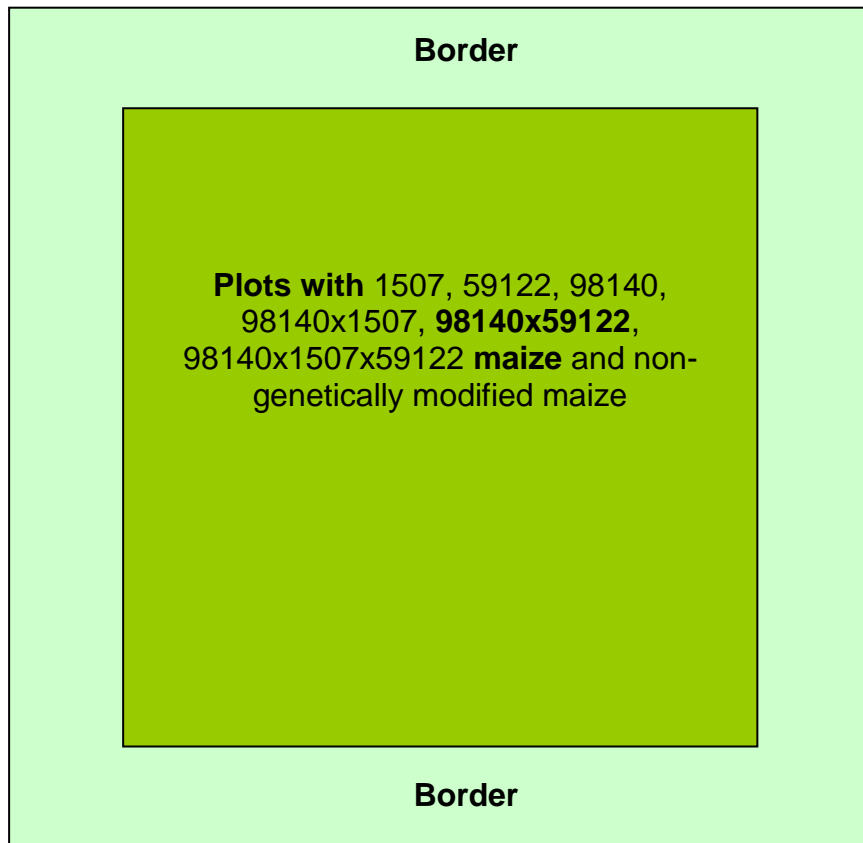 Border
Plots with 1507, 59122, 98140,
98140x1507, 98140x59122,
98140x1507x59122 maize and non-
genetically modified maize
Border